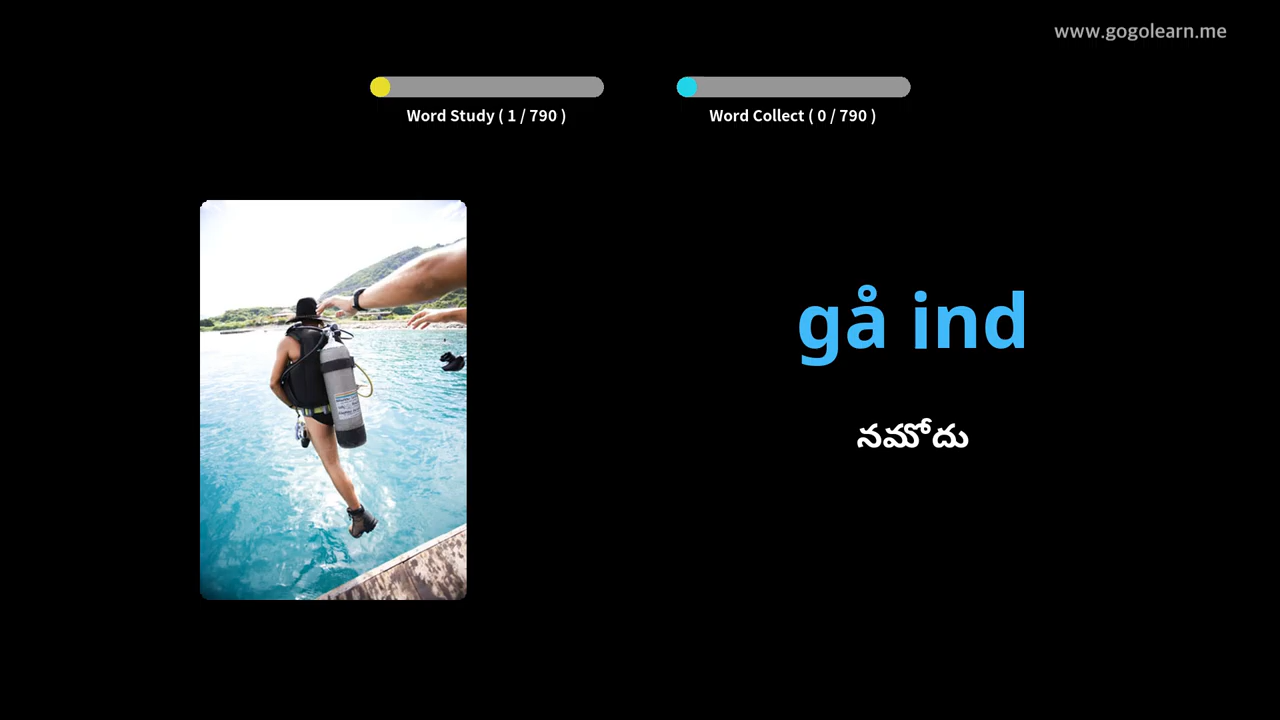 www.gogolearn.me
Word Study ( 1 / 790 )
Word Collect ( 0 / 790 )
gå ind
నమోదు